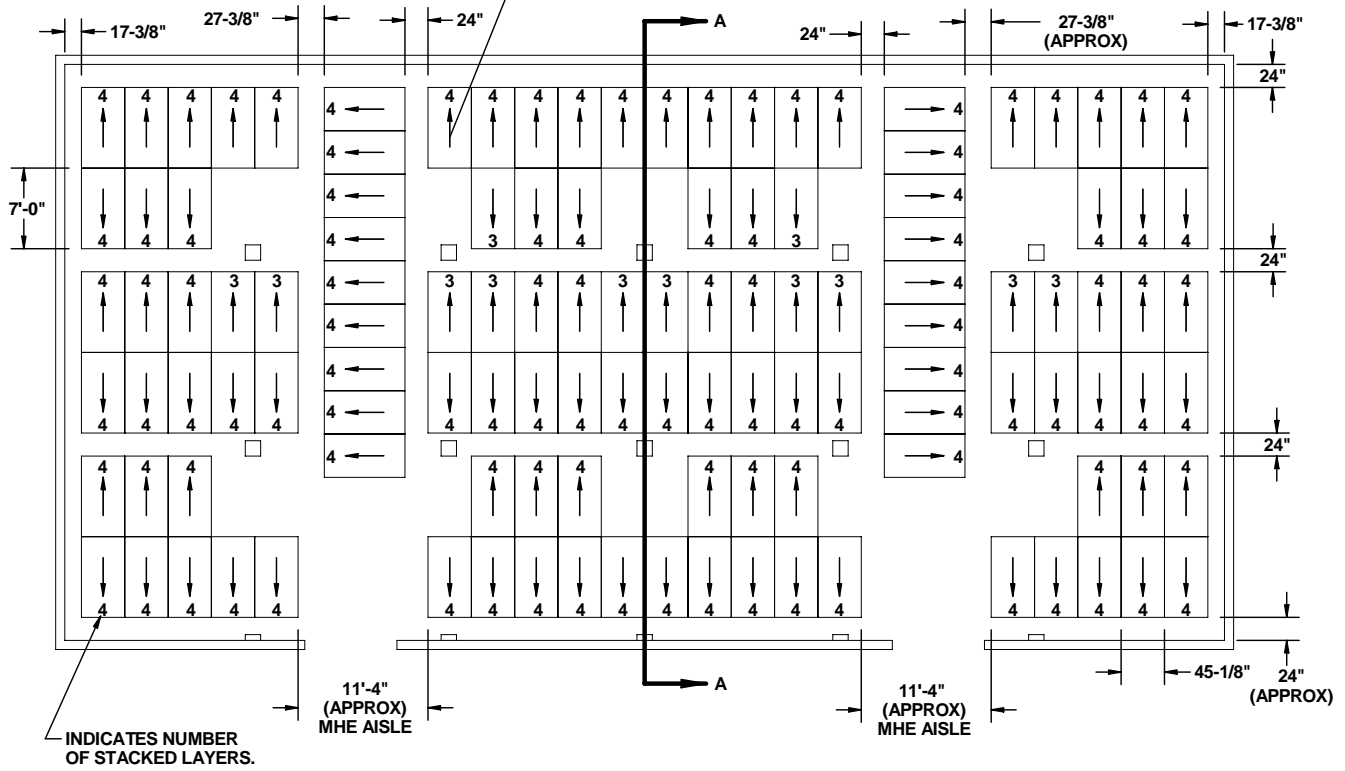 27-3/8" 24" A 27-3/8" (APPROX) 17-3/8"
17-3/8" 24"
24"
4 4 4 4 4 4 4 4 4 4 4 4 4 4 4 4 4 4 4 4
4 4
4 4
4 4
7'-0"
4 4 4 4 3 4 4 4 4 3 4 4 4 4
24"
4 4 4 3 3 4 3 3 4 4 3 3 4 4 3 3 4 3 3 4 4 4
4 4
4 4
4 4
4 4 4 4 4 4 4 4 4 4 4 4 4 4 4 4 4 4 4 4
24"
4 4
4 4 4 4 4 4 4 4 4 4 4 4
4 4 4 4 4 4 4 4 4 4 4 4 4 4 4 4 4 4 4 4
45-1/8" 24"
(APPROX)
A
11'-4"
(APPROX)
MHE AISLE
11'-4"
(APPROX)
MHE AISLE
INDICATES NUMBER
OF STACKED LAYERS.